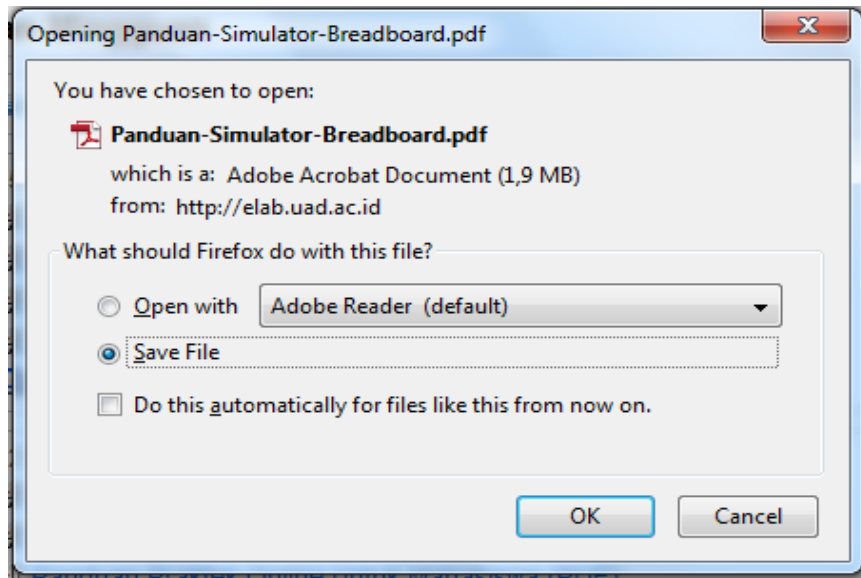 Opening Panduan-Simulator-Breadboard.pdf
You have chosen to open:
Panduan-Simulator-Breadboard.pdf
which is a: Adobe Acrobat Document (1,9 MB)
from: http://elab.uad.ac.id
What should Firefox do with this file?
Open with Adobe Reader (default)
Save File
Do this automatically for files like this from now on.
OK Cancel